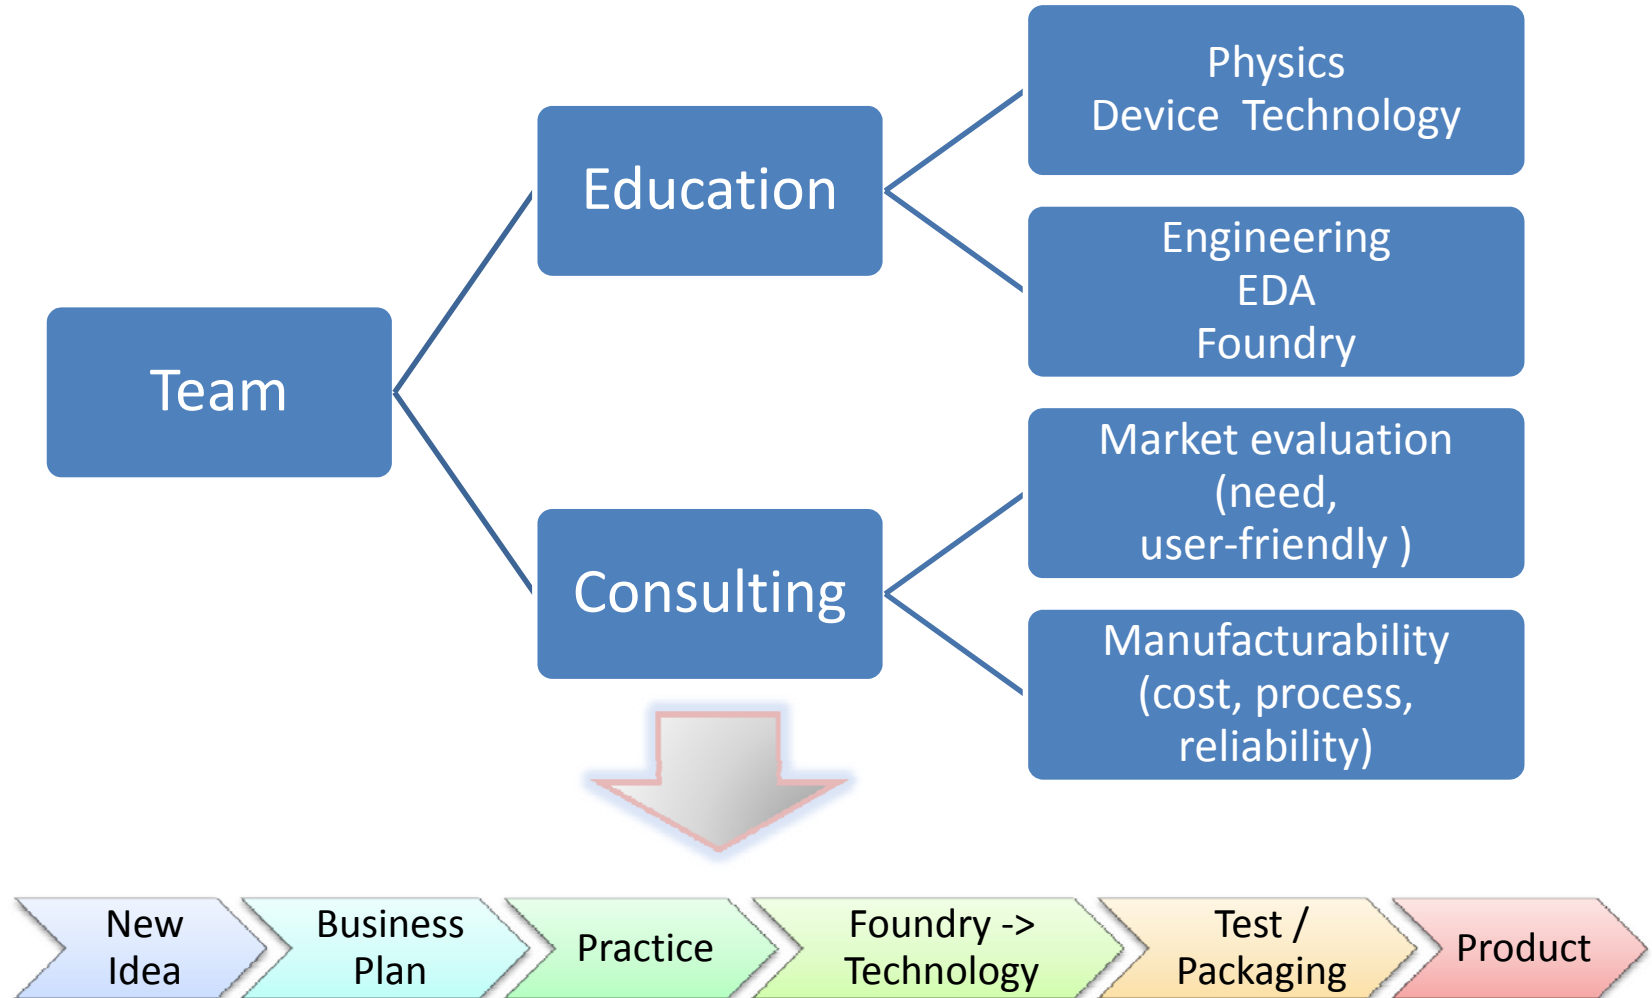 Team
Education
Consulting
Physics
Device  Technology
Engineering
EDA
Foundry
Market evaluation
(need,
user-friendly )
Manufacturability
(cost, process,
reliability)
New
Idea
Business
Plan
Practice
Foundry ->
Technology
Test /
Packaging
Product